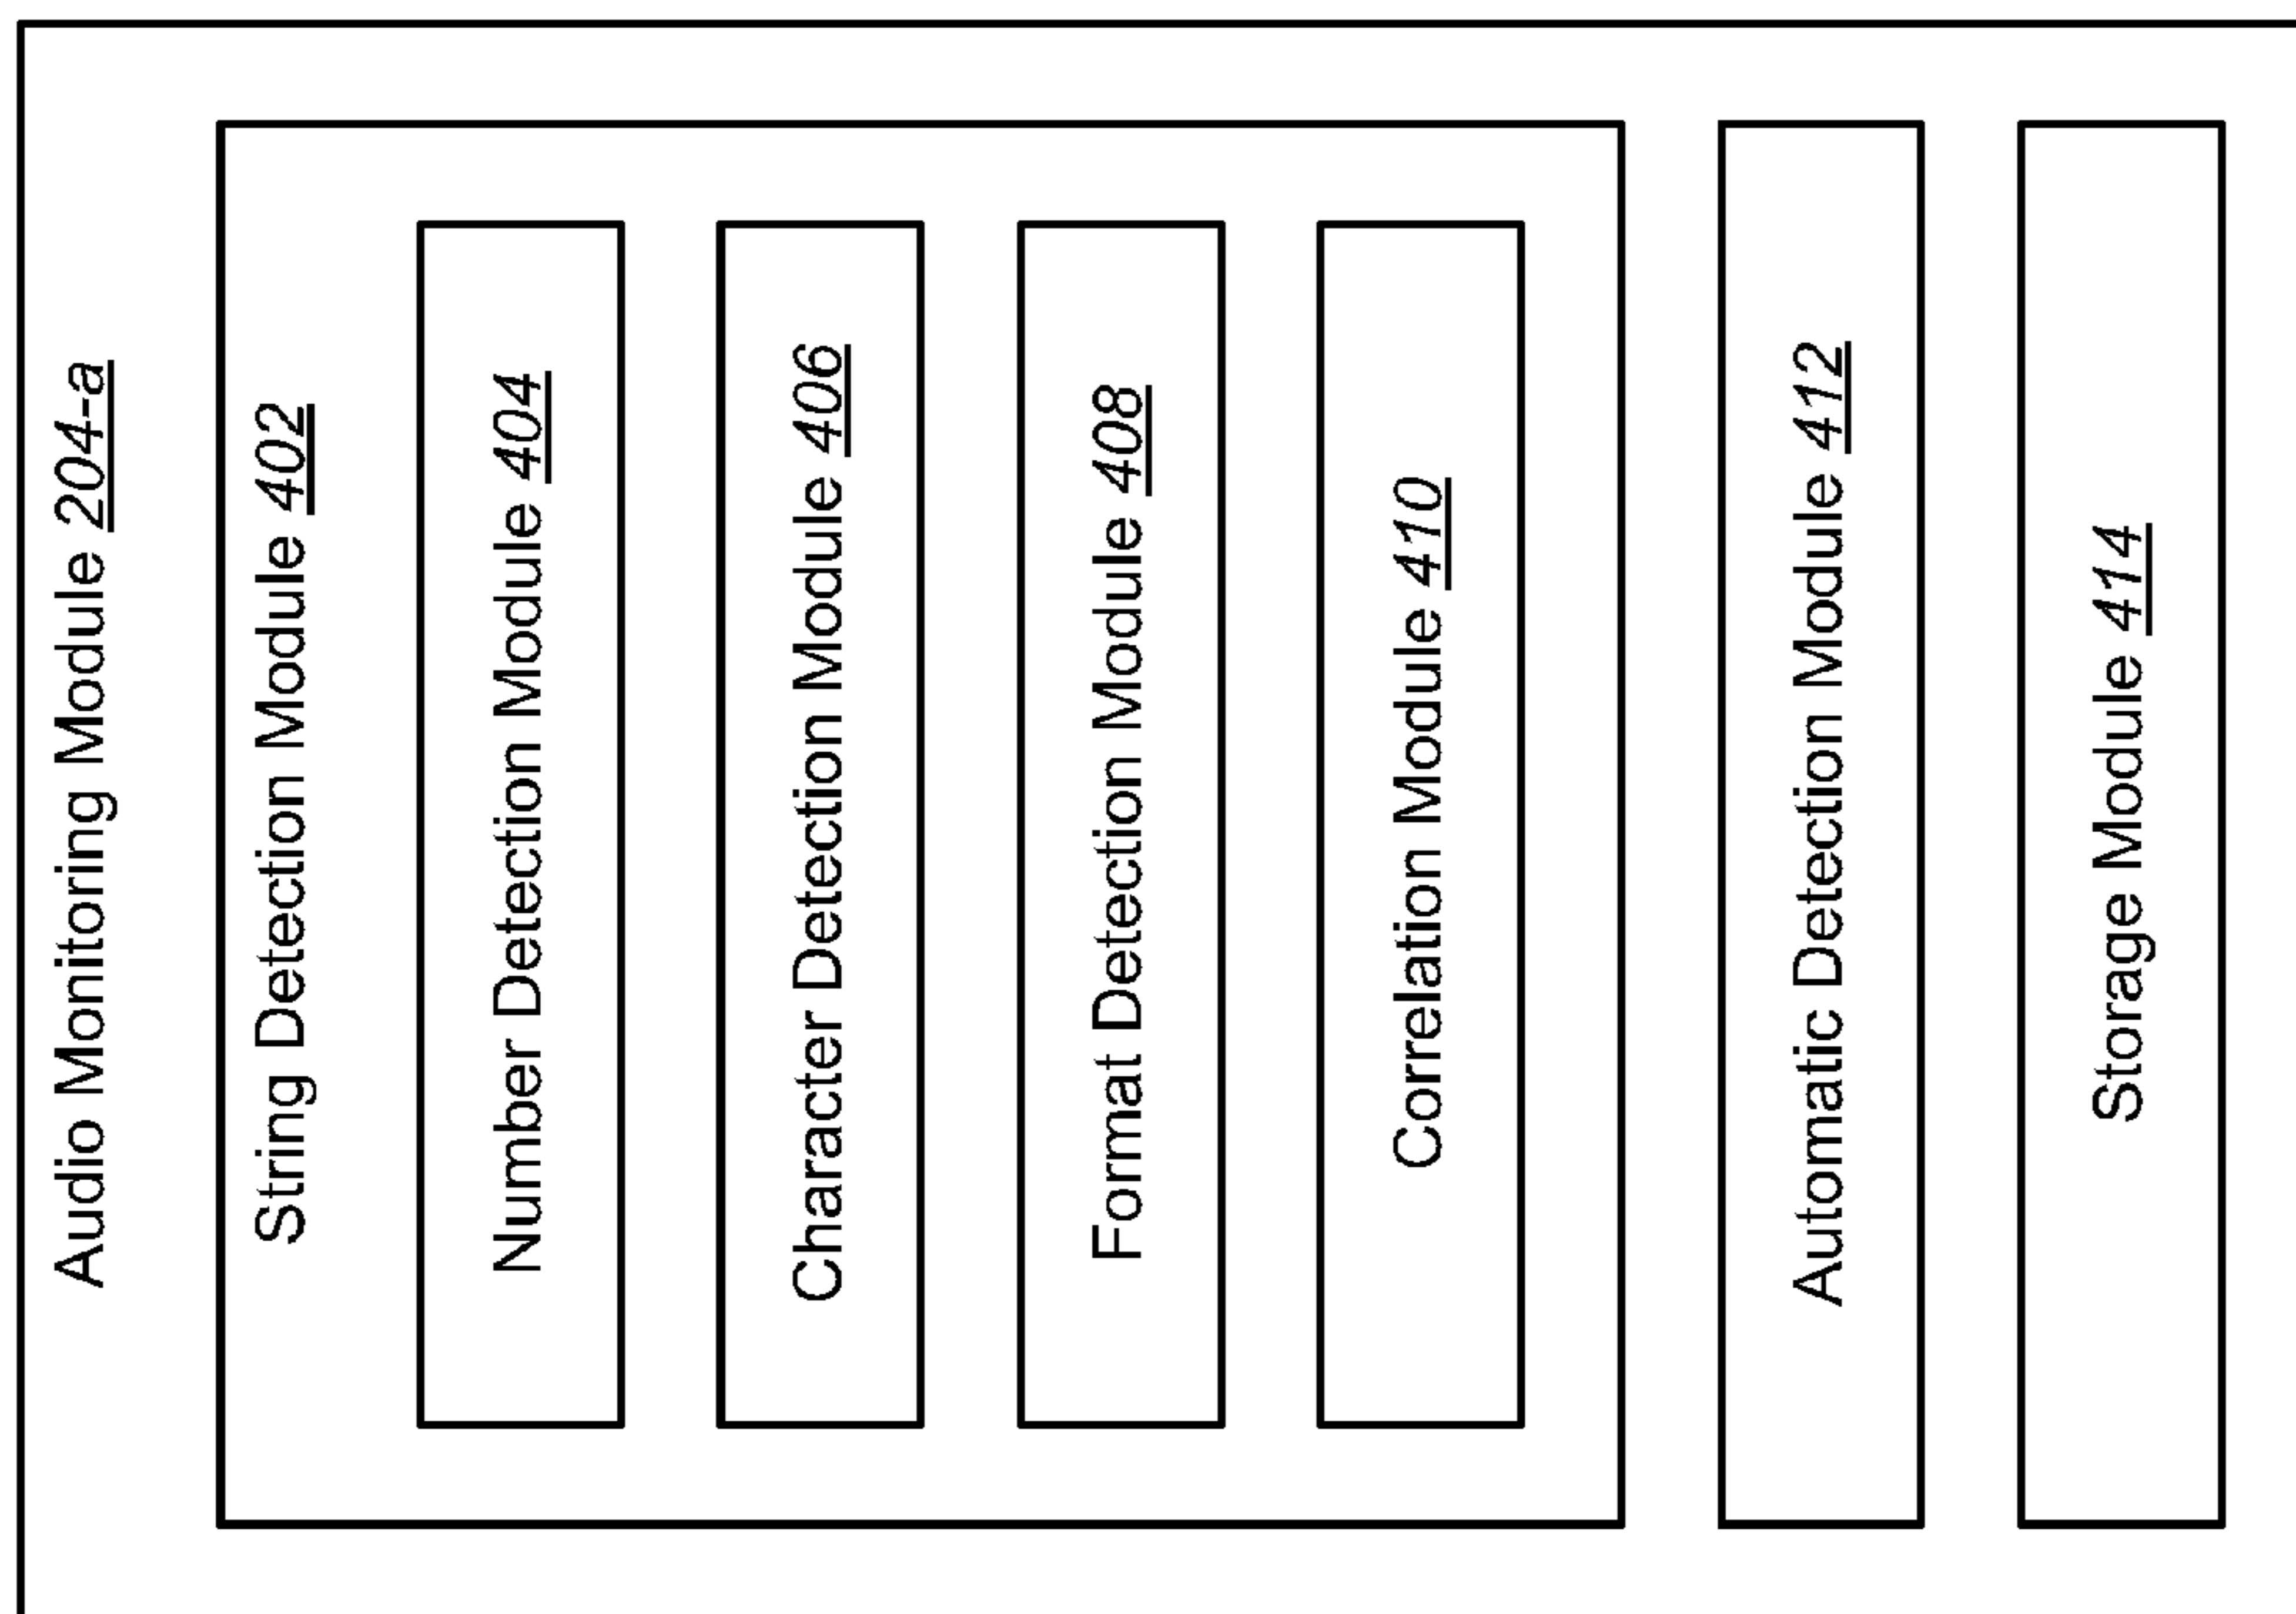 Audio Monitoring Module 204-a
String Detection Module 402
Number Detection Module 404
Character Detection Module 406
Format Detection Module 408
Correlation Module 410
Automatic Detection Module 412
Storage Module 414